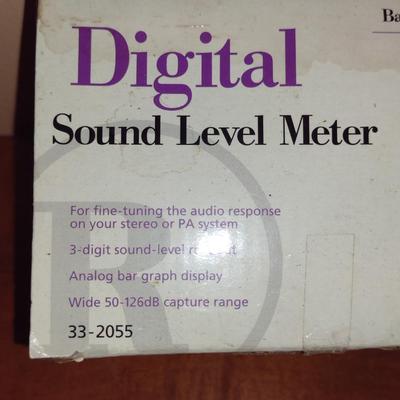 Ba
Digital
Sound Level Meter
R
For fine-tuning the audio response
on your stereo or PA system
3-digit sound-level
Analog bar graph display
Wide 50-126dB capture range
33-2055